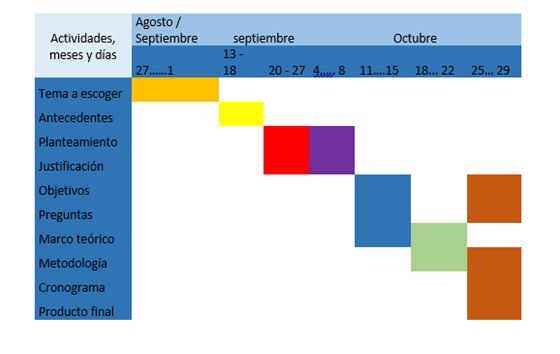 Actividades,
meses y días
Agosto /
Septiembre
septiembre
Octubre
27......1
13 -
18
20 - 27
4...... 8
11....15
18... 22
25... 29
Tema a escoger
Antecedentes
Planteamiento
Justificación
Objetivos
Preguntas
Marco teórico
Metodología
Cronograma
Producto final